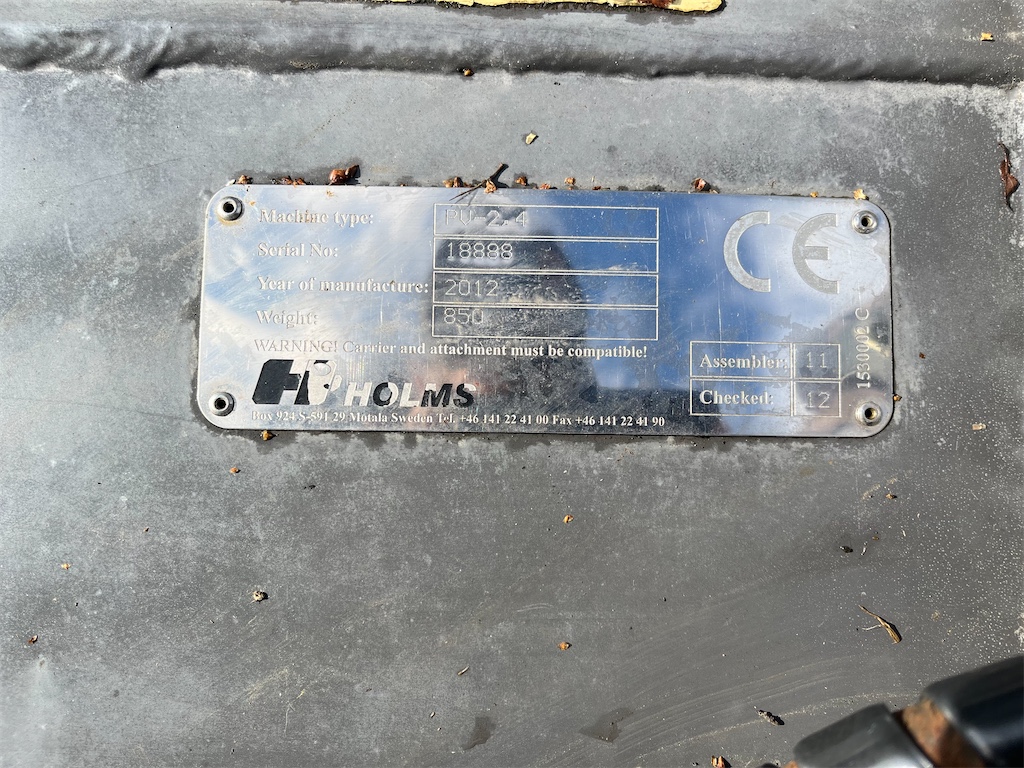 Machine type: PV-2.4
Serial No: 18888
Year of manufacture: 2012
Weight: 850
WARNING! Carrier and attachment must be compatible!
HOLMS
Box 924 S-591 29 Motala Sweden Tel. +46 141 22 41 00 Fax +46 141 22 41 90
CE
Assembler: 11
Checked: 12
1530002 C